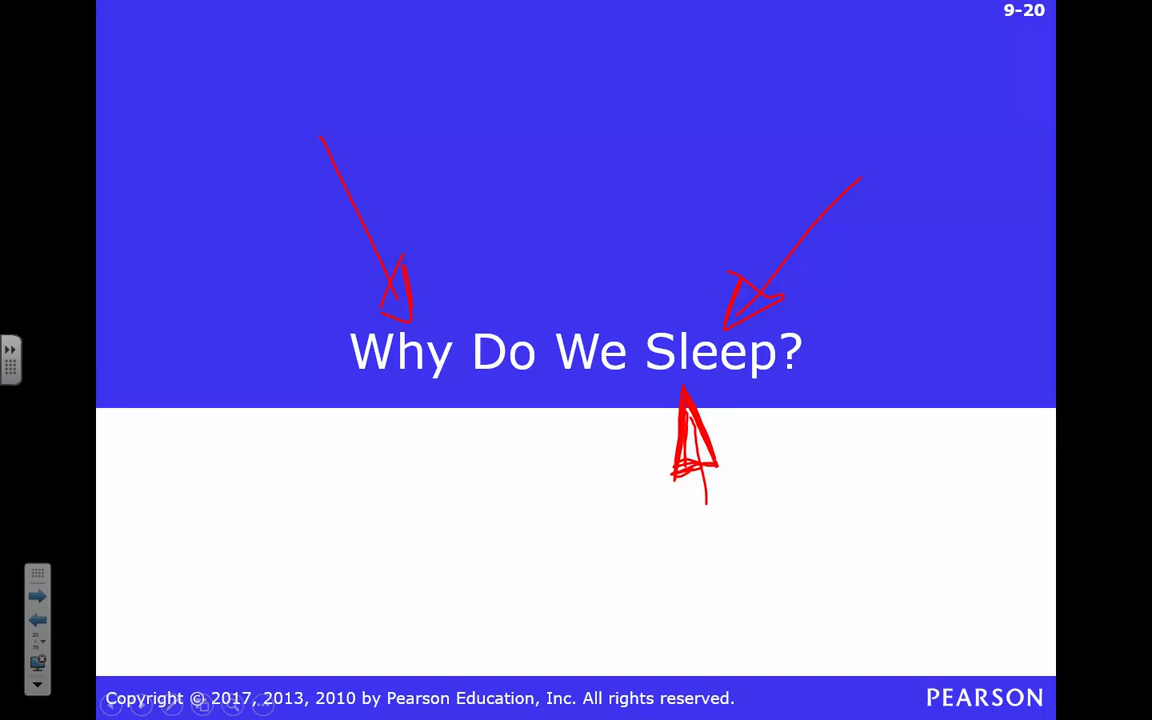 9-20
Why Do We Sleep?
Copyright © 2017, 2013, 2010 by Pearson Education, Inc. All rights reserved.
PEARSON